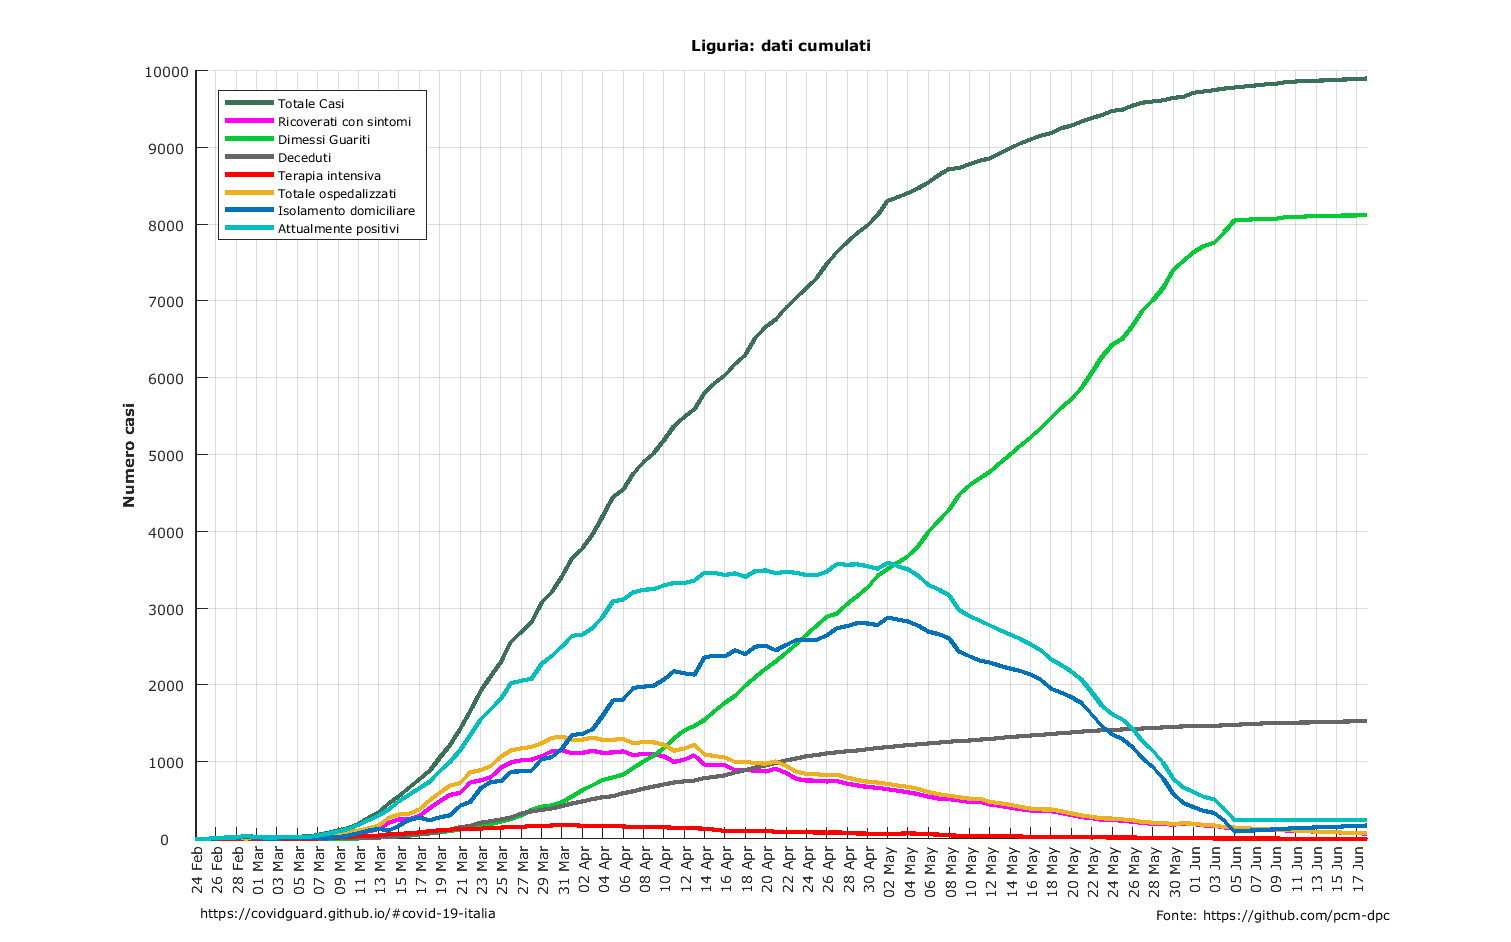 Liguria: dati cumulati
10000
9000
8000
7000
6000
5000
4000
3000
2000
1000
0
Numero casi
Totale Casi
Ricoverati con sintomi
Dimessi Guariti
Deceduti
Terapia intensiva
Totale ospedalizzati
Isolamento domiciliare
Attualmente positivi
24 Feb
26 Feb
28 Feb
01 Mar
03 Mar
05 Mar
07 Mar
09 Mar
11 Mar
13 Mar
15 Mar
17 Mar
19 Mar
21 Mar
23 Mar
25 Mar
27 Mar
29 Mar
31 Mar
02 Apr
04 Apr
06 Apr
08 Apr
10 Apr
12 Apr
14 Apr
16 Apr
18 Apr
20 Apr
22 Apr
24 Apr
26 Apr
28 Apr
30 Apr
02 May
04 May
06 May
08 May
10 May
12 May
14 May
16 May
18 May
20 May
22 May
24 May
26 May
28 May
30 May
01 Jun
03 Jun
05 Jun
07 Jun
09 Jun
11 Jun
13 Jun
15 Jun
17 Jun
https://covidguard.github.io/#covid-19-italia
Fonte: https://github.com/pcm-dpc